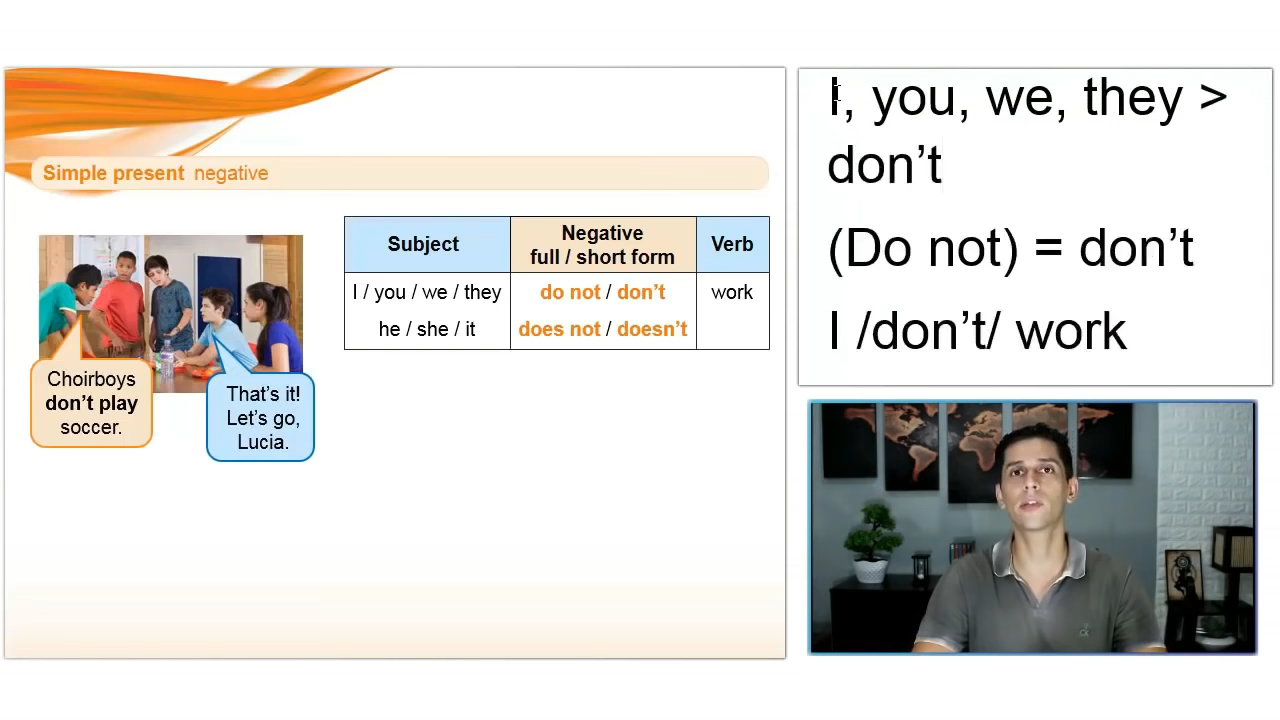 Simple present negative
Subject
Negative
full / short form
Verb
I / you / we / they
do not / don’t
work
he / she / it
does not / doesn’t
Choirboys
don’t play
soccer.
That’s it!
Let’s go,
Lucia.
I, you, we, they >
don’t
(Do not) = don’t
I /don’t/ work